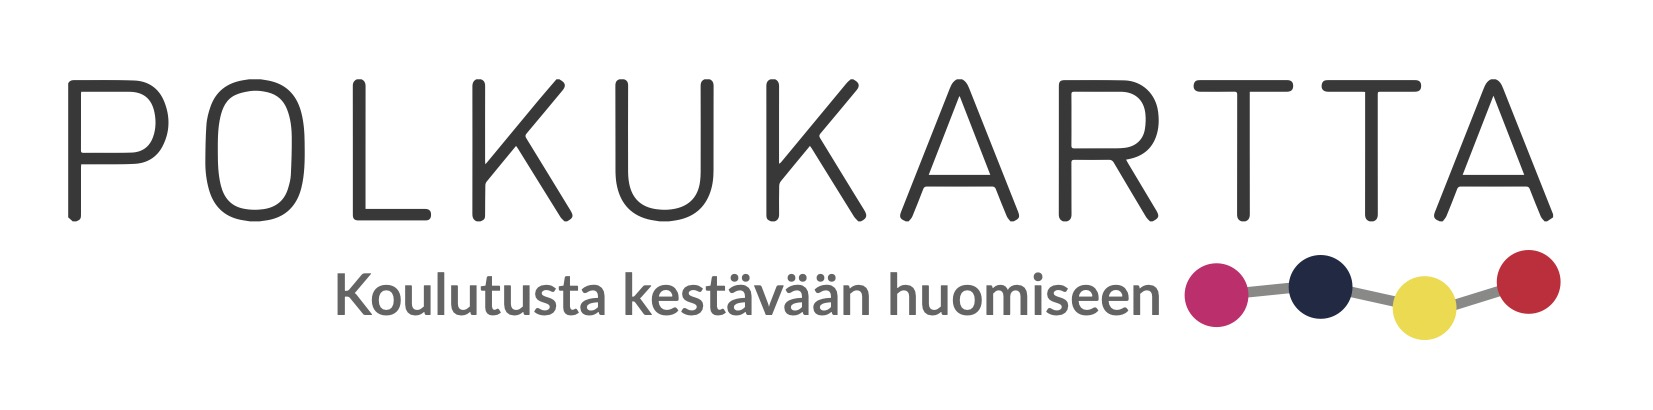 POLKUKARTTA
Koulutusta kestävään huomiseen